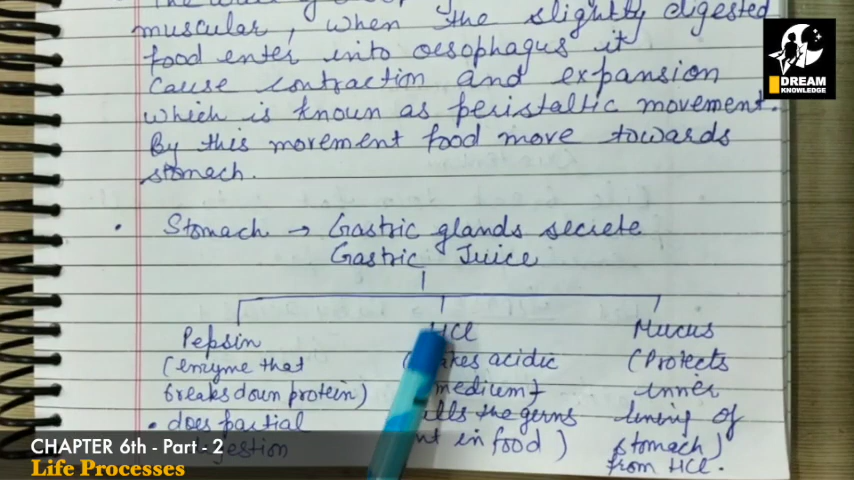 muscular, when the slightly digested
food enter into oesophagus it
cause contraction and expansion
which is known as peristaltic movement.
By this movement food move towards
stomach.
• Stomach → Gastric glands secrete
Gastric Juice
Pepsin
(enzyme that
breaks down protein)
• does partial
HCl
acidic
medium +
the germs
in food)
Mucus
(Protects
inner
lining of
stomach)
from HCl.
DREAM
KNOWLEDGE
CHAPTER 6th - Part - 2
Life Processes